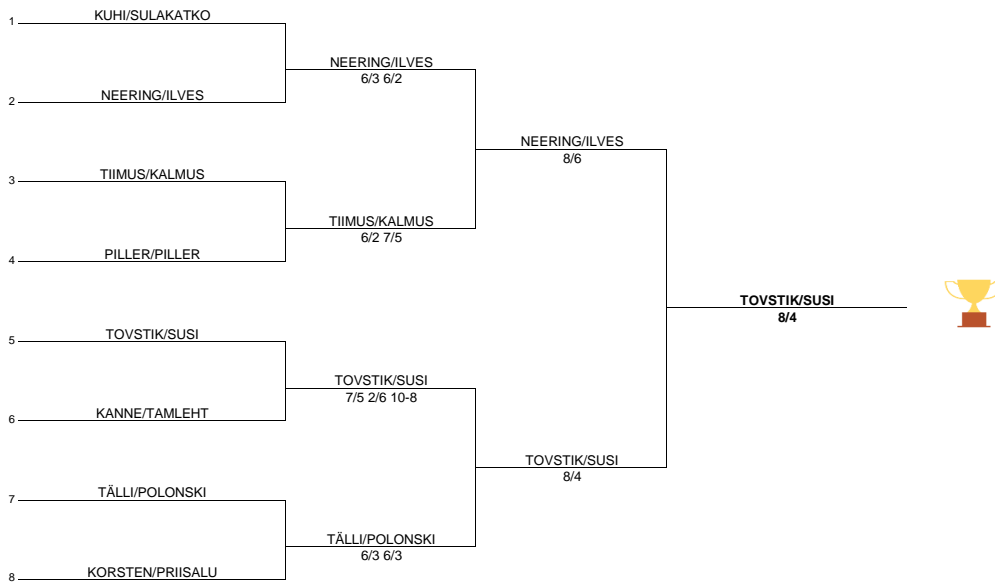 1 KUHI/SULAKATKO
NEERING/ILVES
6/3 6/2
2 NEERING/ILVES
NEERING/ILVES
8/6
3 TIIMUS/KALMUS
TIIMUS/KALMUS
6/2 7/5
4 PILLER/PILLER
TOVSTIK/SUSI
8/4
5 TOVSTIK/SUSI
TOVSTIK/SUSI
7/5 2/6 10-8
6 KANNE/TAMLEHT
TOVSTIK/SUSI
8/4
7 TÄLLI/POLONSKI
TÄLLI/POLONSKI
6/3 6/3
8 KORSTEN/PRIISALU